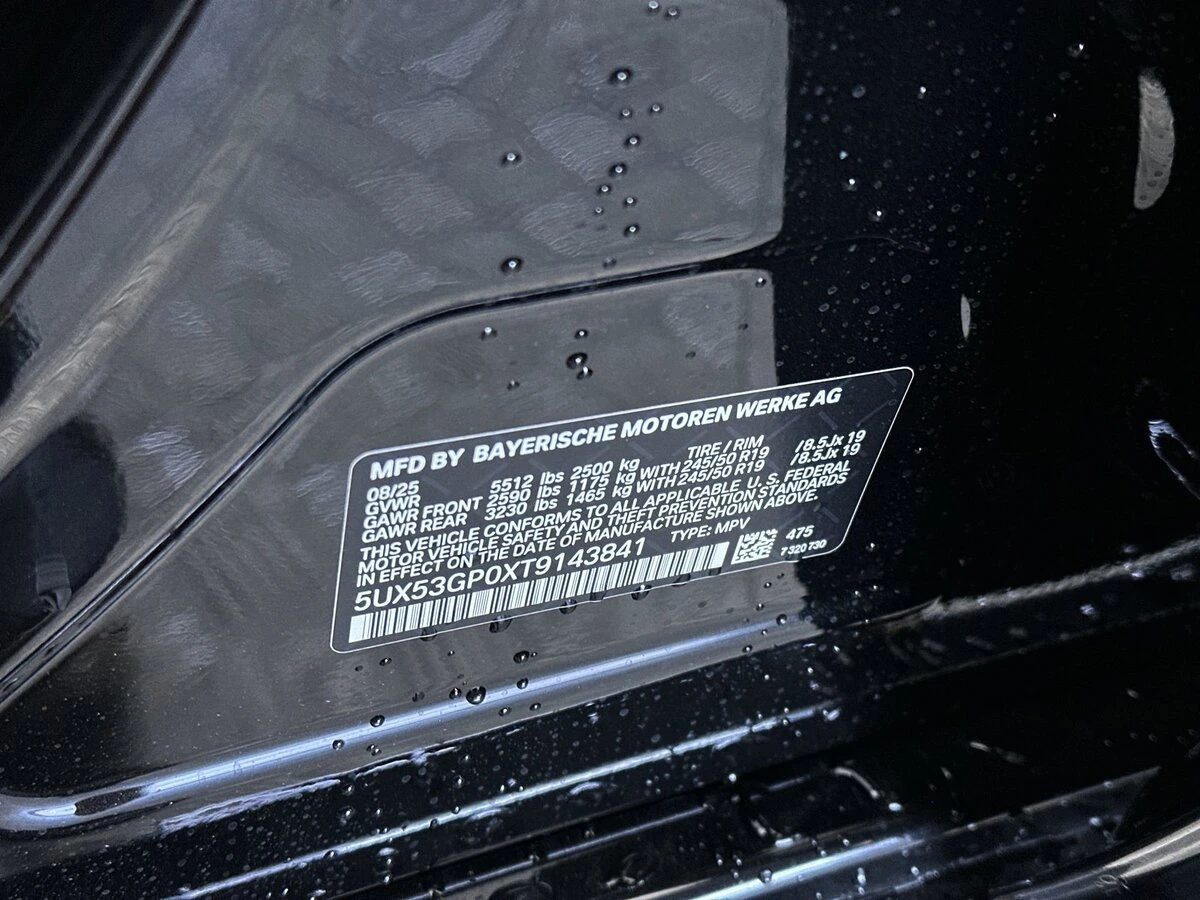 MFD BY BAYERISCHE MOTOREN WERKE AG
08/25 TIRE / RIM
GVWR 5512 lbs 2500 kg
GAWR FRONT 2590 lbs 1175 kg WITH 245/50 R19 /8.5Jx 19
GAWR REAR 3230 lbs 1465 kg WITH 245/50 R19 /8.5Jx 19
THIS VEHICLE CONFORMS TO ALL APPLICABLE U. S. FEDERAL
MOTOR VEHICLE SAFETY AND THEFT PREVENTION STANDARDS
IN EFFECT ON THE DATE OF MANUFACTURE SHOWN ABOVE.
5UX53GP0XT9143841 TYPE: MPV 475
7 320 730